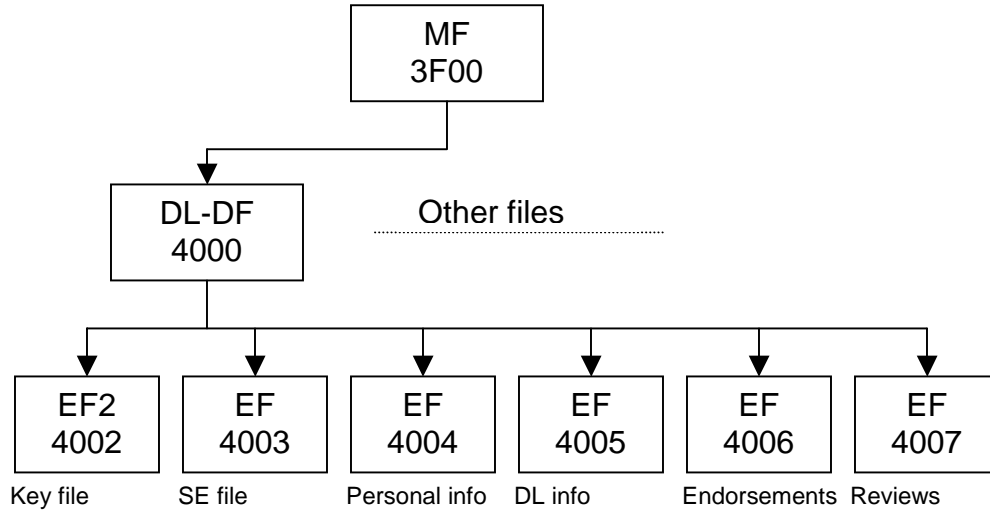 MF
3F00
DL-DF
4000
Other files
EF2
4002
EF
4003
EF
4004
EF
4005
EF
4006
EF
4007
Key file
SE file
Personal info
DL info
Endorsements
Reviews